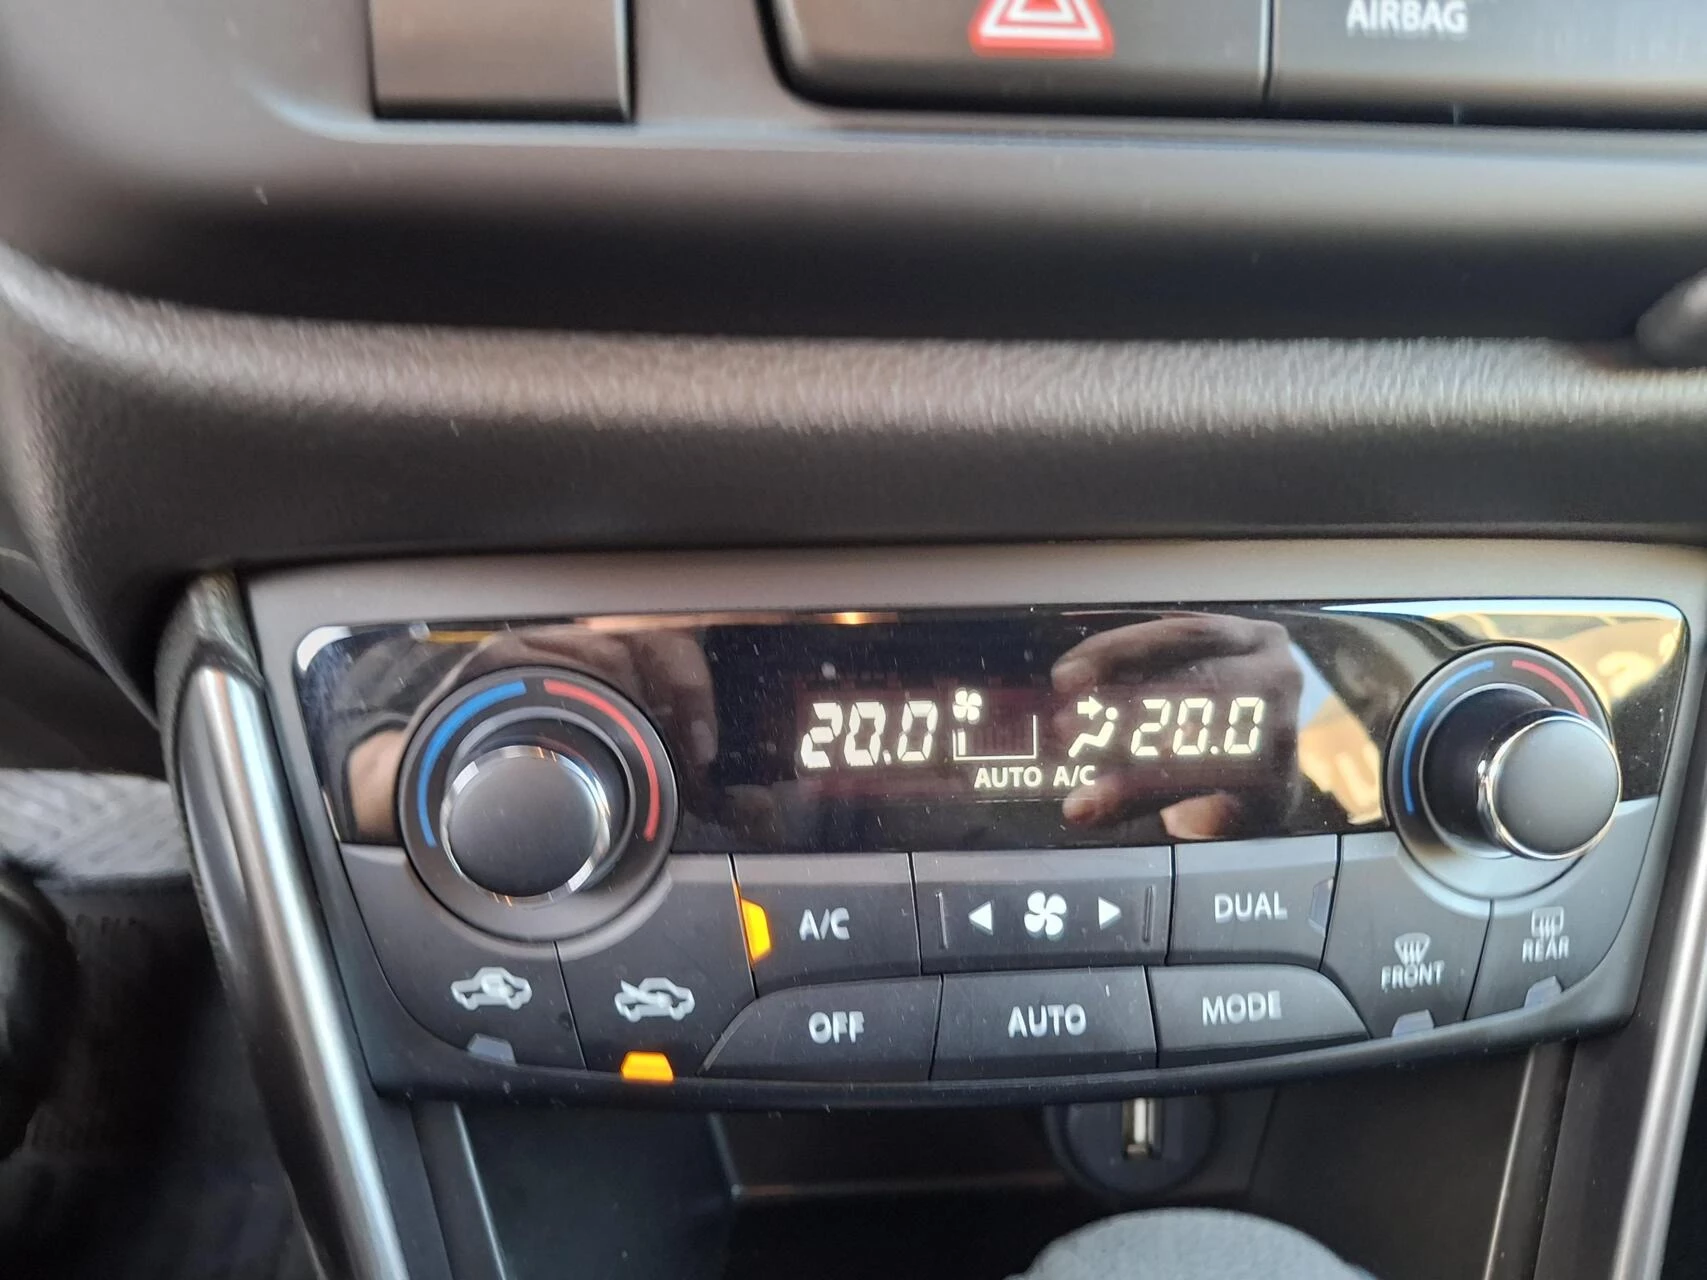 AIRBAG
20.0 20.0
AUTO A/C
A/C
DUAL
FRONT
REAR
OFF
AUTO
MODE